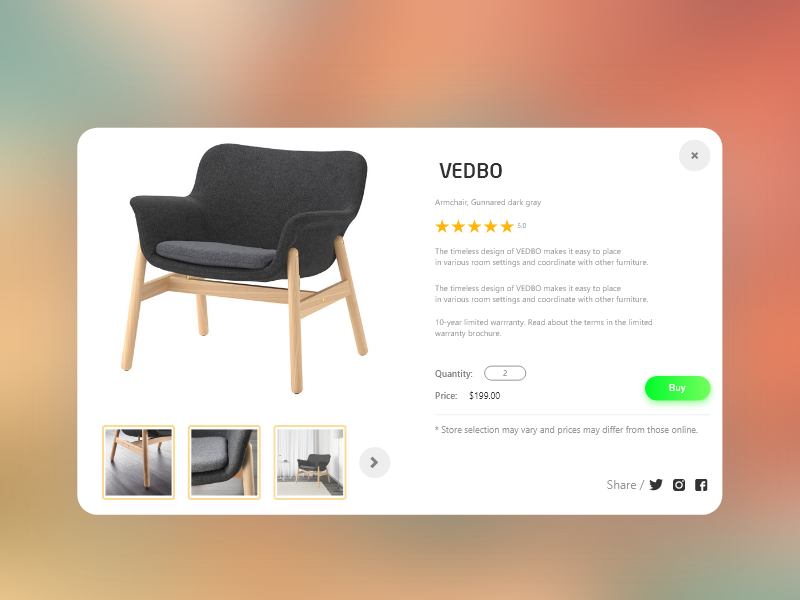 VEDBO
Armchair, Gunnared dark gray
5.0
The timeless design of VEDBO makes it easy to place
in various room settings and coordinate with other furniture.
The timeless design of VEDBO makes it easy to place
in various room settings and coordinate with other furniture.
10-year limited warrranty. Read about the terms in the limited
warranty brochure.
Quantity: 2
Price: $199.00
Buy
* Store selection may vary and prices may differ from those online.
Share /